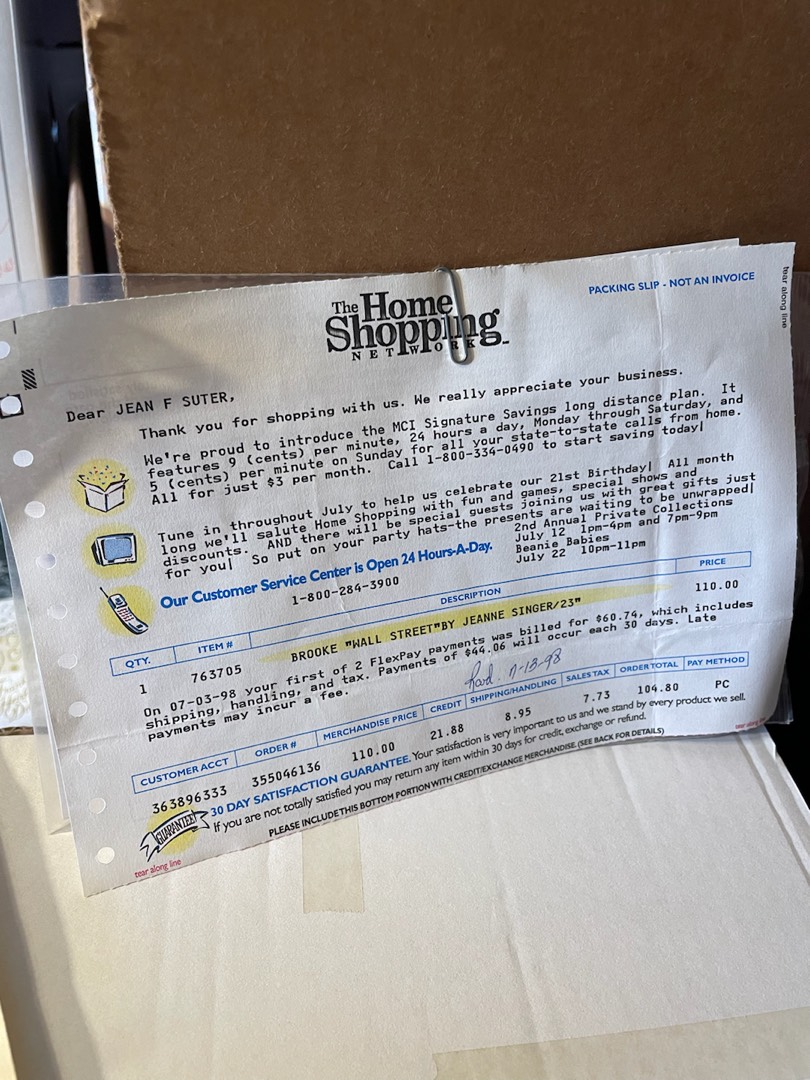 PACKING SLIP - NOT AN INVOICE
tear along line
The Home
Shopping
NETWORK
Dear JEAN F SUTER,
Thank you for shopping with us. We really appreciate your business.
We're proud to introduce the MCI Signature Savings long distance plan. It
features 9 (cents) per minute, 24 hours a day, Monday through Saturday, and
5 (cents) per minute on Sunday for all your state-to-state calls from home.
All for just $3 per month. Call 1-800-334-0490 to start saving today|
Tune in throughout July to help us celebrate our 21st Birthday| All month
long we'll salute Home Shopping with fun and games, special shows and
discounts. AND there will be special guests joining us with great gifts just
for you| So put on your party hats-the presents are waiting to be unwrapped|
2nd Annual Private Collections
July 12 1pm-4pm and 7pm-9pm
Beanie Babies
July 22 10pm-11pm
Our Customer Service Center is Open 24 Hours-A-Day.
1-800-284-3900
QTY. ITEM # DESCRIPTION PRICE
1 763705 BROOKE "WALL STREET"BY JEANNE SINGER/23" 110.00
On 07-03-98 your first of 2 FlexPay payments was billed for $60.74, which includes
shipping, handling, and tax. Payments of $44.06 will occur each 30 days. Late
payments may incur a fee.
7-13-98
CUSTOMER ACCT ORDER # MERCHANDISE PRICE CREDIT SHIPPING/HANDLING SALES TAX ORDER TOTAL PAY METHOD
363896333 355046136 110.00 21.88 8.95 7.73 104.80 PC
GUARANTEE!
30 DAY SATISFACTION GUARANTEE. Your satisfaction is very important to us and we stand by every product we sell.
If you are not totally satisfied you may return any item within 30 days for credit, exchange or refund.
PLEASE INCLUDE THIS BOTTOM PORTION WITH CREDIT/EXCHANGE MERCHANDISE (SEE BACK FOR DETAILS)
tear along line
tear along line